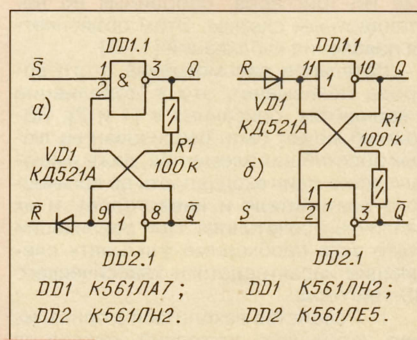 DD1.1
S̅ 1 & 3 Q
2
а)
VD1
КД521А
R1
100 к
R̅ 9 1 8 Q̅
DD2.1
DD1 К561ЛА7;
DD2 К561ЛН2.
DD1.1
R 11 1 10 Q
VD1
КД521А
R1
100 к
б)
1 1
S 2 3 Q̅
DD2.1
DD1 К561ЛН2;
DD2 К561ЛЕ5.